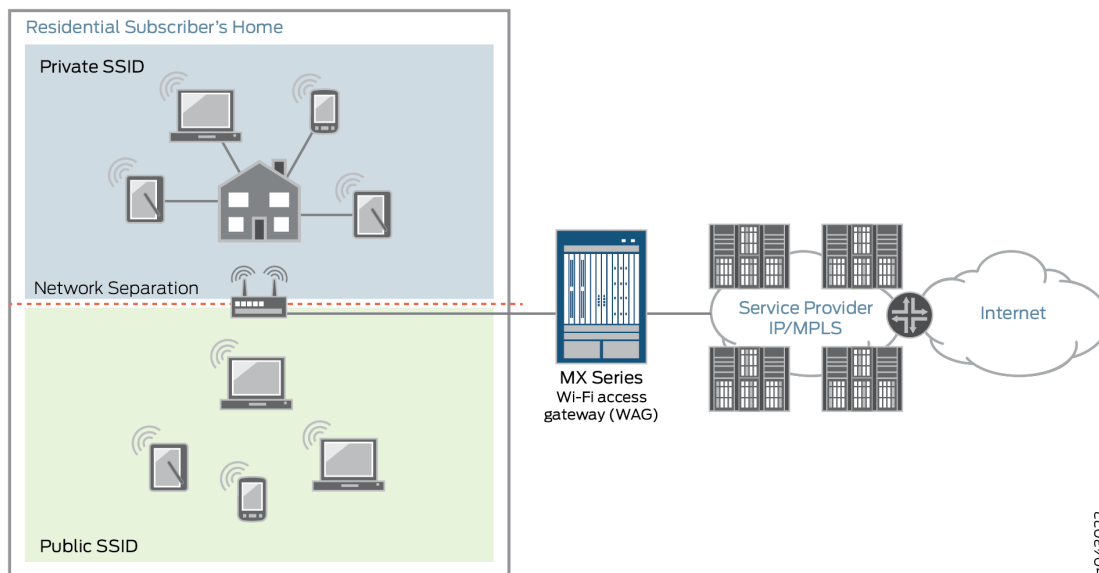 Residential Subscriber's Home
Private SSID
Network Separation
Public SSID
MX Series
Wi-Fi access
gateway (WAG)
Service Provider
IP/MPLS
Internet